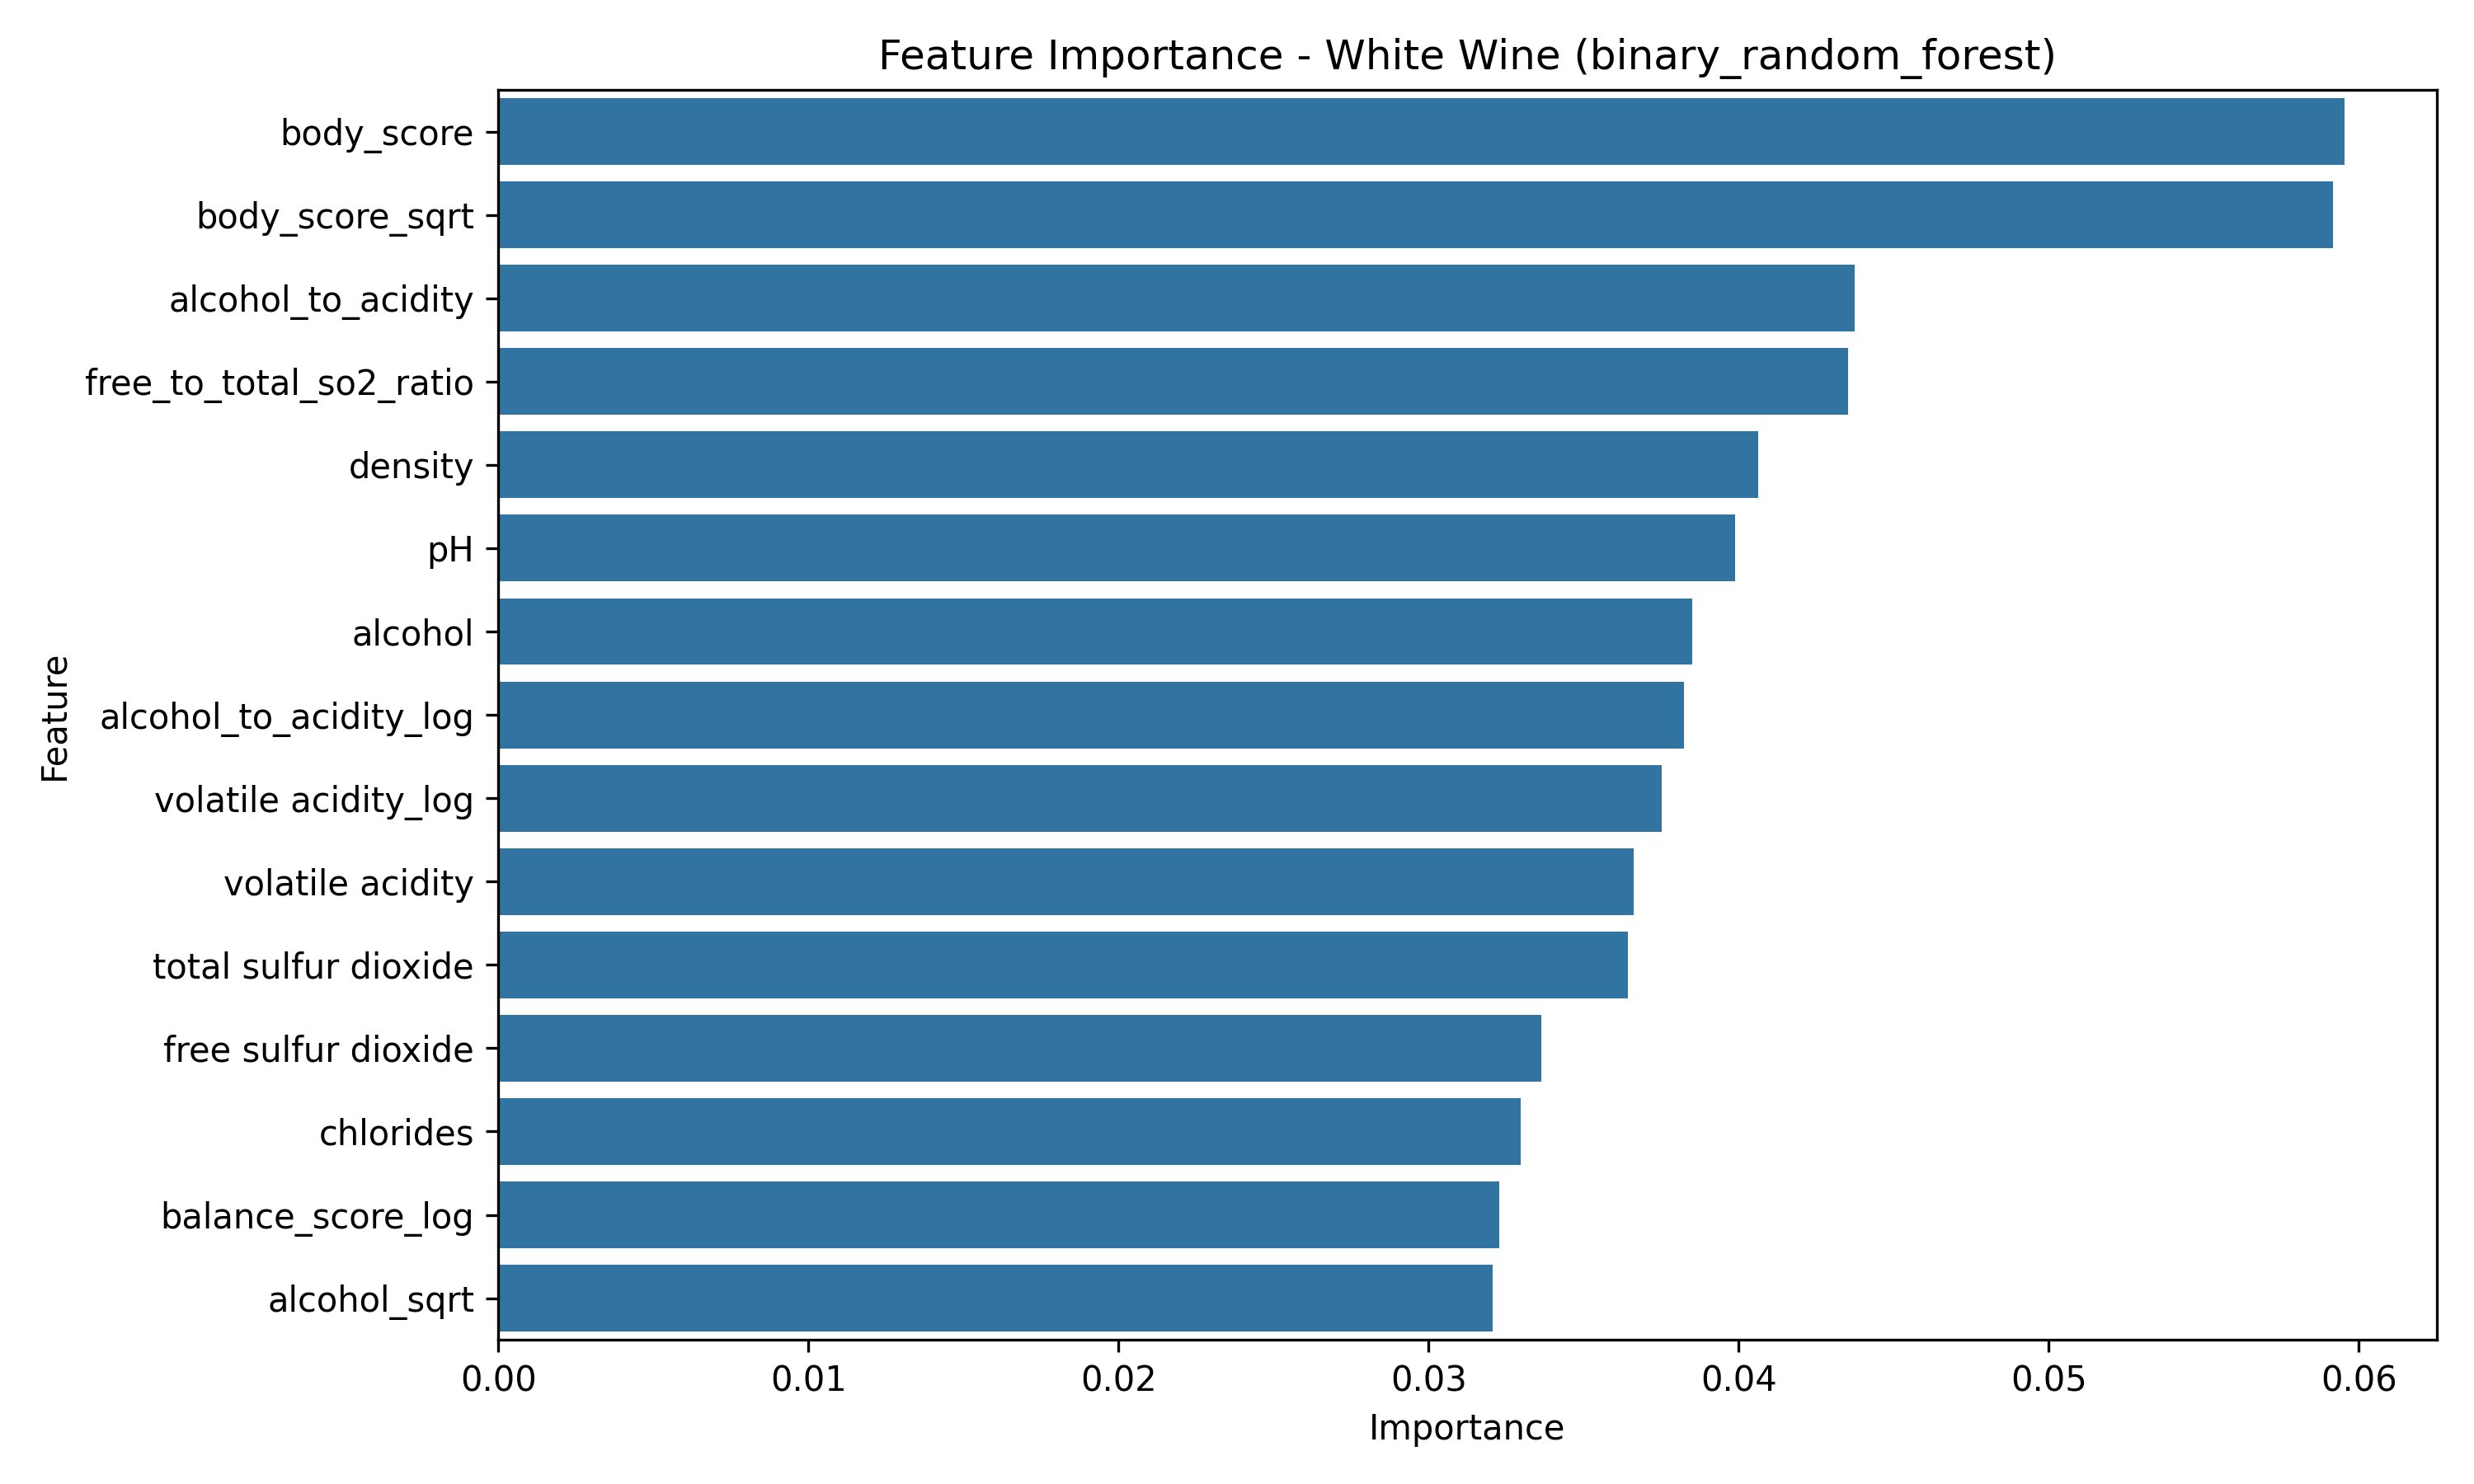 Feature Importance - White Wine (binary_random_forest)
Feature
body_score
body_score_sqrt
alcohol_to_acidity
free_to_total_so2_ratio
density
pH
alcohol
alcohol_to_acidity_log
volatile acidity_log
volatile acidity
total sulfur dioxide
free sulfur dioxide
chlorides
balance_score_log
alcohol_sqrt
0.00 0.01 0.02 0.03 0.04 0.05 0.06
Importance